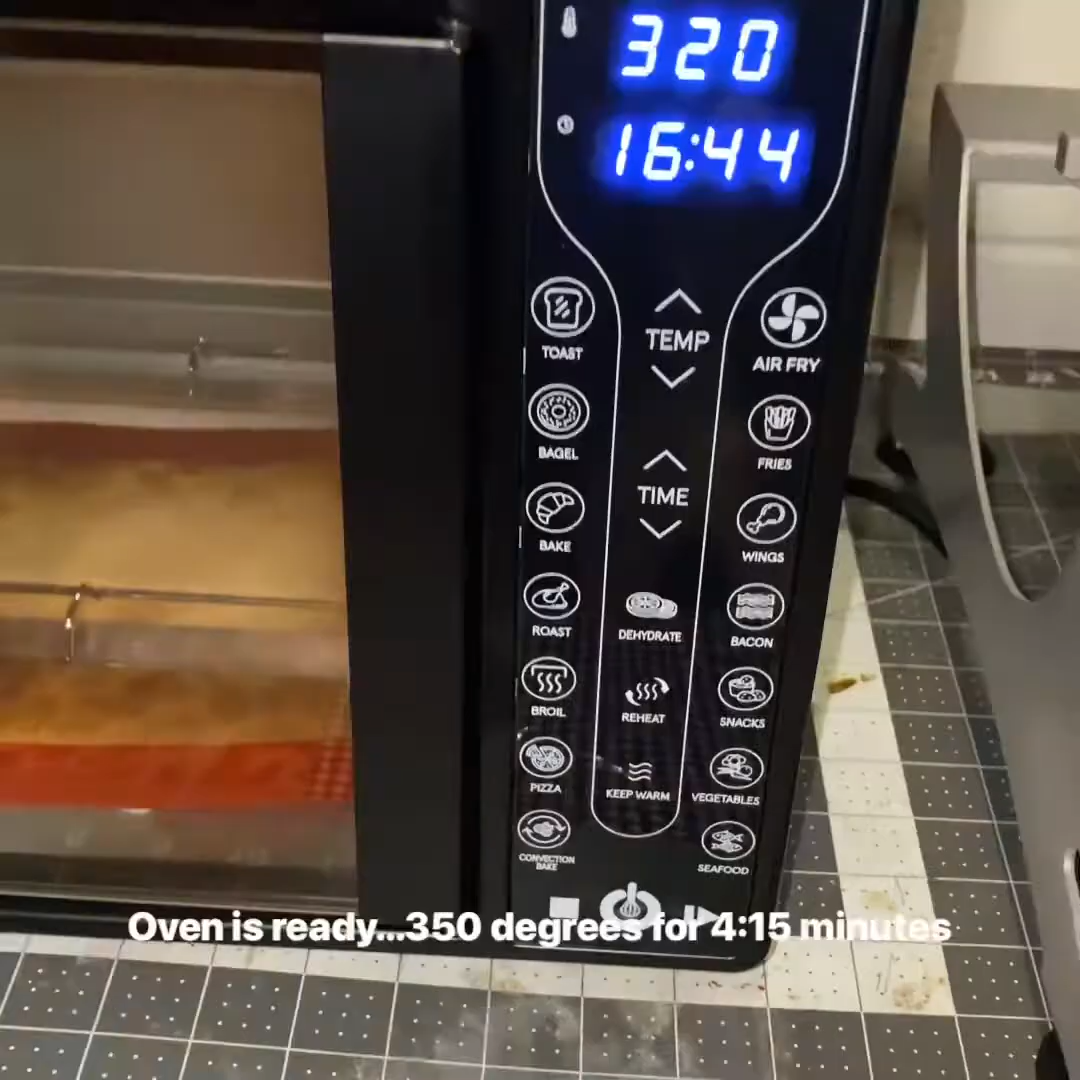 320
16:44
TOAST
TEMP
AIR FRY
BAGEL
FRIES
TIME
BAKE
WINGS
ROAST
DEHYDRATE
BACON
BROIL
REHEAT
SNACKS
PIZZA
KEEP WARM
VEGETABLES
CONVECTION
BAKE
SEAFOOD
Oven is ready...350 degrees for 4:15 minutes